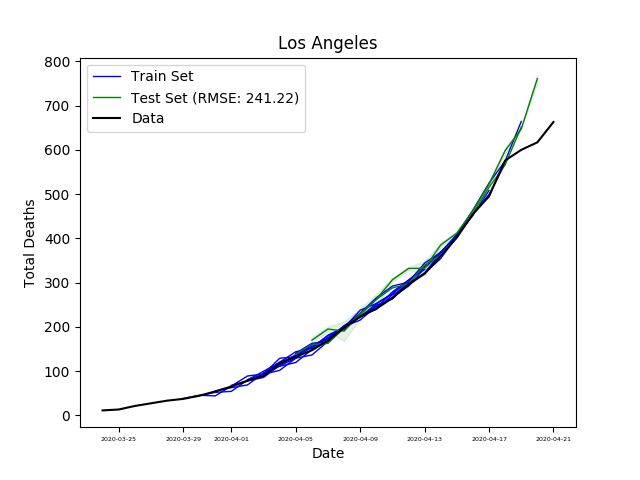 Los Angeles
Train Set
Test Set (RMSE: 241.22)
Data
Total Deaths
800
700
600
500
400
300
200
100
0
2020-03-25 2020-03-29 2020-04-01 2020-04-05 2020-04-09 2020-04-13 2020-04-17 2020-04-21
Date